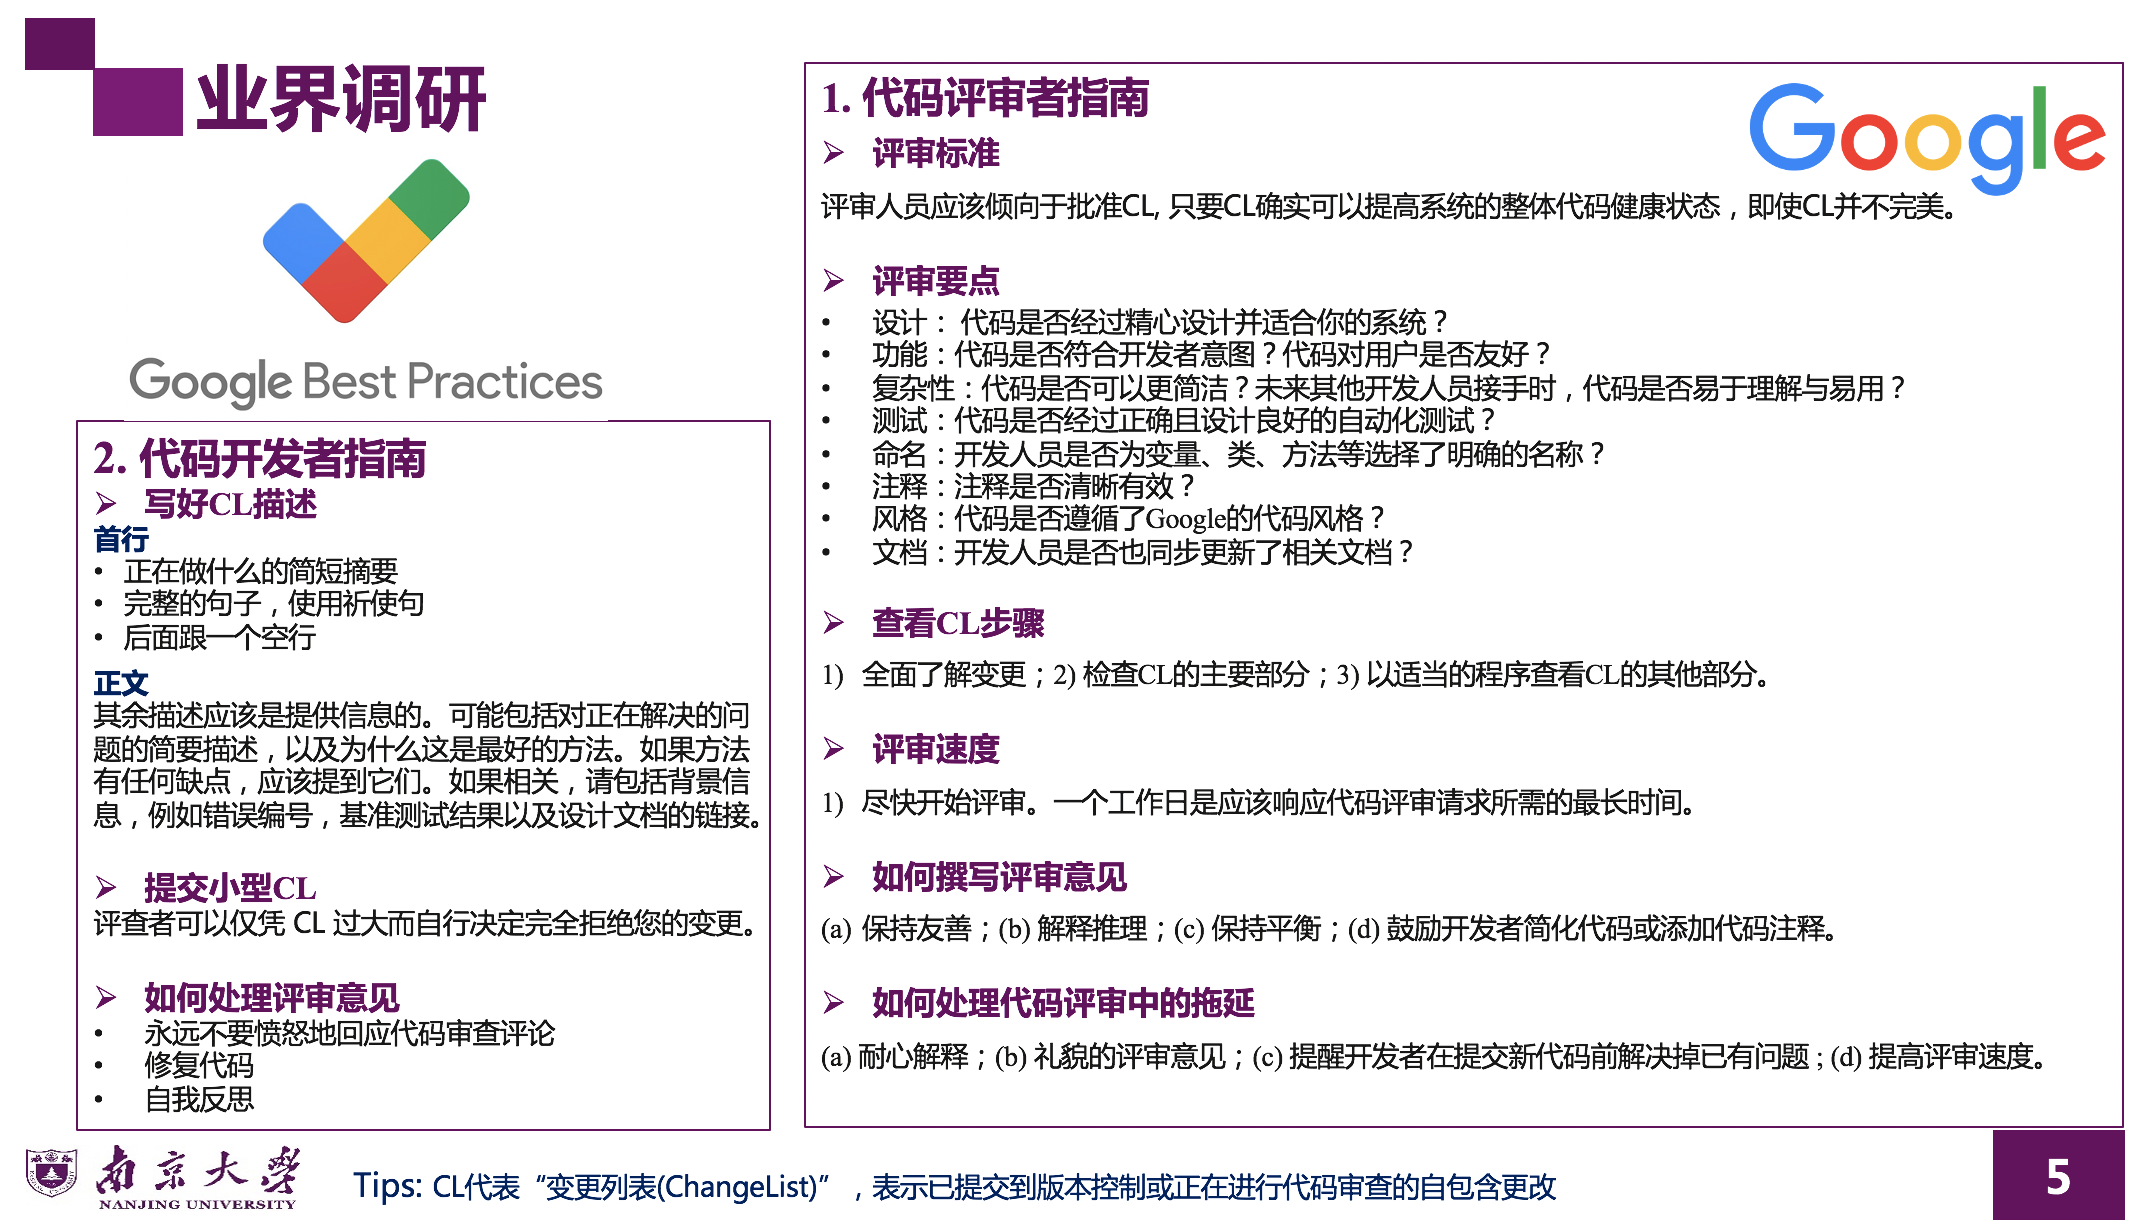 业界调研
Google Best Practices
1. 代码评审者指南
Google
➢ 评审标准
评审人员应该倾向于批准CL, 只要CL确实可以提高系统的整体代码健康状态，即使CL并不完美。
➢ 评审要点
• 设计： 代码是否经过精心设计并适合你的系统？
• 功能：代码是否符合开发者意图？代码对用户是否友好？
• 复杂性：代码是否可以更简洁？未来其他开发人员接手时，代码是否易于理解与易用？
• 测试：代码是否经过正确且设计良好的自动化测试？
• 命名：开发人员是否为变量、类、方法等选择了明确的名称？
• 注释：注释是否清晰有效？
• 风格：代码是否遵循了Google的代码风格？
• 文档：开发人员是否也同步更新了相关文档？
➢ 查看CL步骤
1) 全面了解变更；2) 检查CL的主要部分；3) 以适当的程序查看CL的其他部分。
➢ 评审速度
1) 尽快开始评审。一个工作日是应该响应代码评审请求所需的最长时间。
➢ 如何撰写评审意见
(a) 保持友善；(b) 解释推理；(c) 保持平衡；(d) 鼓励开发者简化代码或添加代码注释。
➢ 如何处理代码评审中的拖延
(a) 耐心解释；(b) 礼貌的评审意见；(c) 提醒开发者在提交新代码前解决掉已有问题；(d) 提高评审速度。
2. 代码开发者指南
➢ 写好CL描述
首行
• 正在做什么的简短摘要
• 完整的句子，使用祈使句
• 后面跟一个空行
正文
其余描述应该是提供信息的。可能包括对正在解决的问
题的简要描述，以及为什么这是最好的方法。如果方法
有任何缺点，应该提到它们。如果相关，请包括背景信
息，例如错误编号，基准测试结果以及设计文档的链接。
➢ 提交小型CL
评查者可以仅凭 CL 过大而自行决定完全拒绝您的变更。
➢ 如何处理评审意见
• 永远不要愤怒地回应代码审查评论
• 修复代码
• 自我反思
南京大学
NANJING UNIVERSITY
Tips: CL代表“变更列表(ChangeList)”，表示已提交到版本控制或正在进行代码审查的自包含更改
5